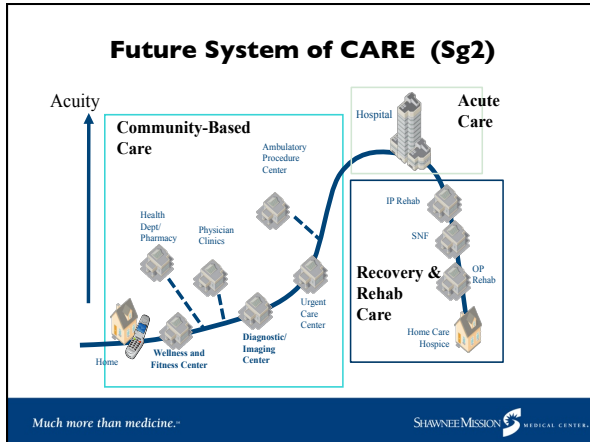 Future System of CARE (Sg2)
Acuity
Community-Based
Care
Ambulatory
Procedure
Center
Health
Dept/
Pharmacy
Physician
Clinics
Home
Wellness and
Fitness Center
Diagnostic/
Imaging
Center
Urgent
Care
Center
Hospital
Acute
Care
IP Rehab
SNF
Recovery &
Rehab
Care
OP
Rehab
Home Care
Hospice
Much more than medicine.℠
SHAWNEE MISSION MEDICAL CENTER